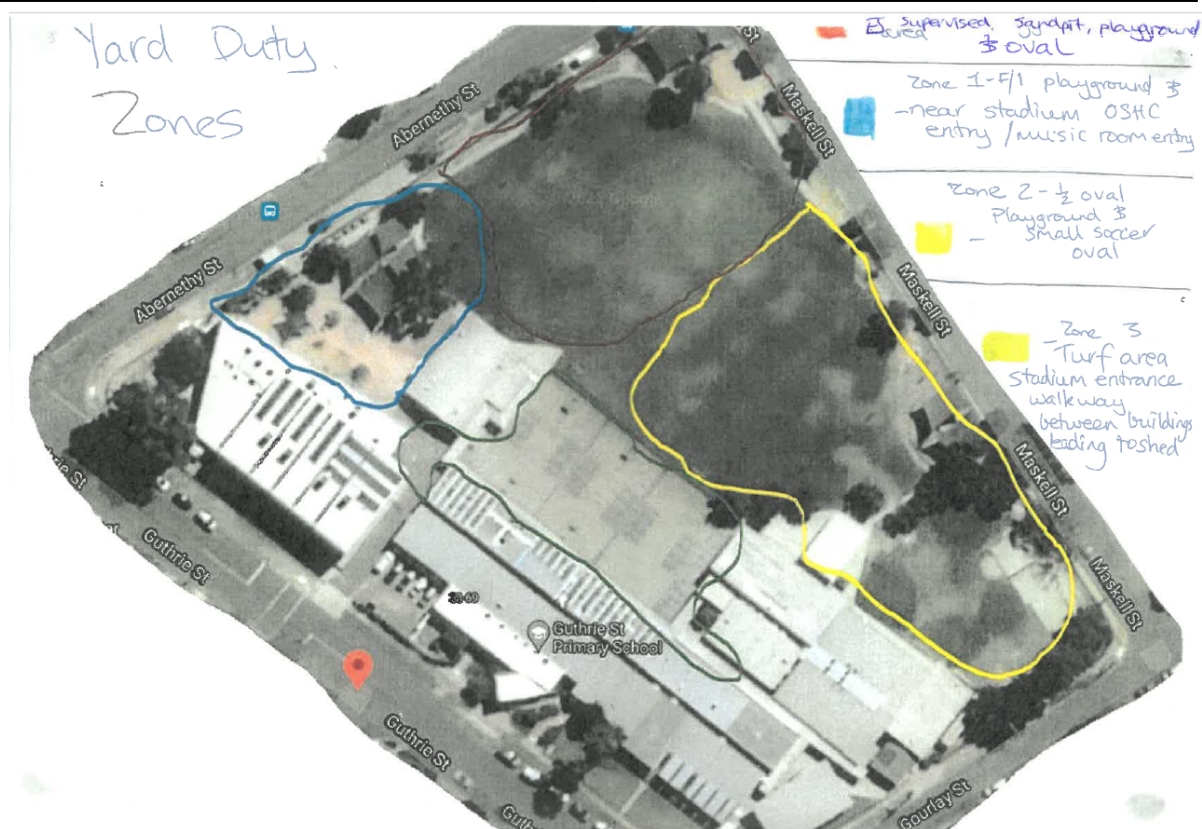 Yard Duty.
Zones
ES Supervised Sandpit, playground
area & oval
Zone 1-F/1 playground &
-near stadium OSHC
entry /music room entry
Zone 2 - ½ oval
Playground &
- small soccer
oval
- Zone 3
Turf area
stadium entrance
walkway
between buildings
leading to shed
Abernethy St
Maskell St
Abernethy St
Maskell St
Maskell St
Maskell St
Guthrie St
Guthrie St
Primary School
Guthrie St
Gourlay St